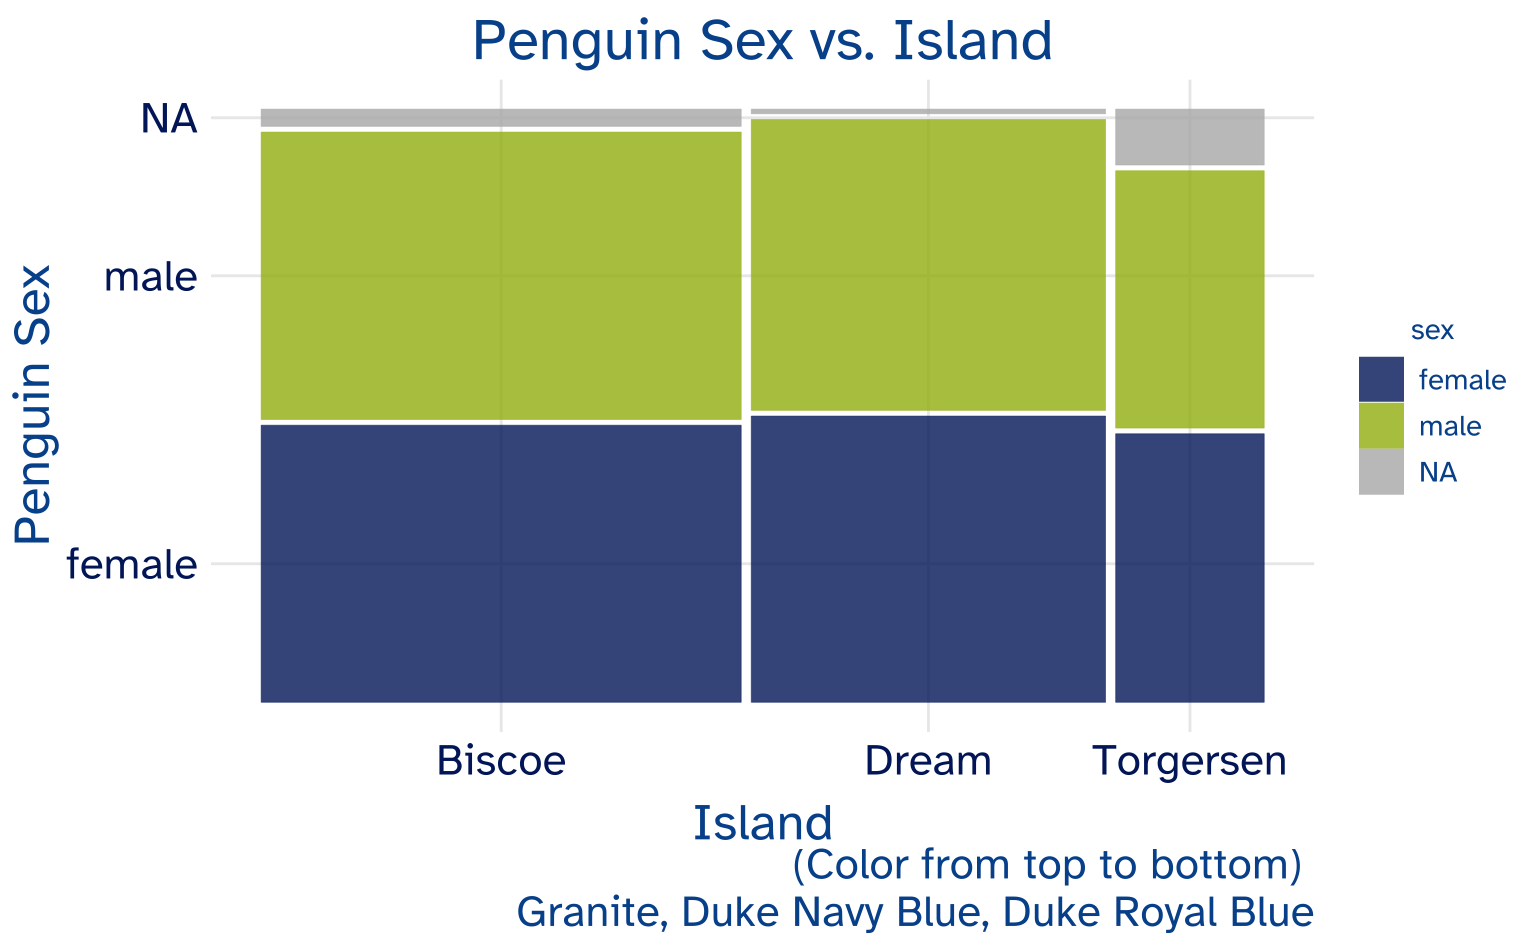 Penguin Sex vs. Island
NA
male
female
Penguin Sex
sex
female
male
NA
Biscoe
Dream
Torgersen
Island
(Color from top to bottom)
Granite, Duke Navy Blue, Duke Royal Blue